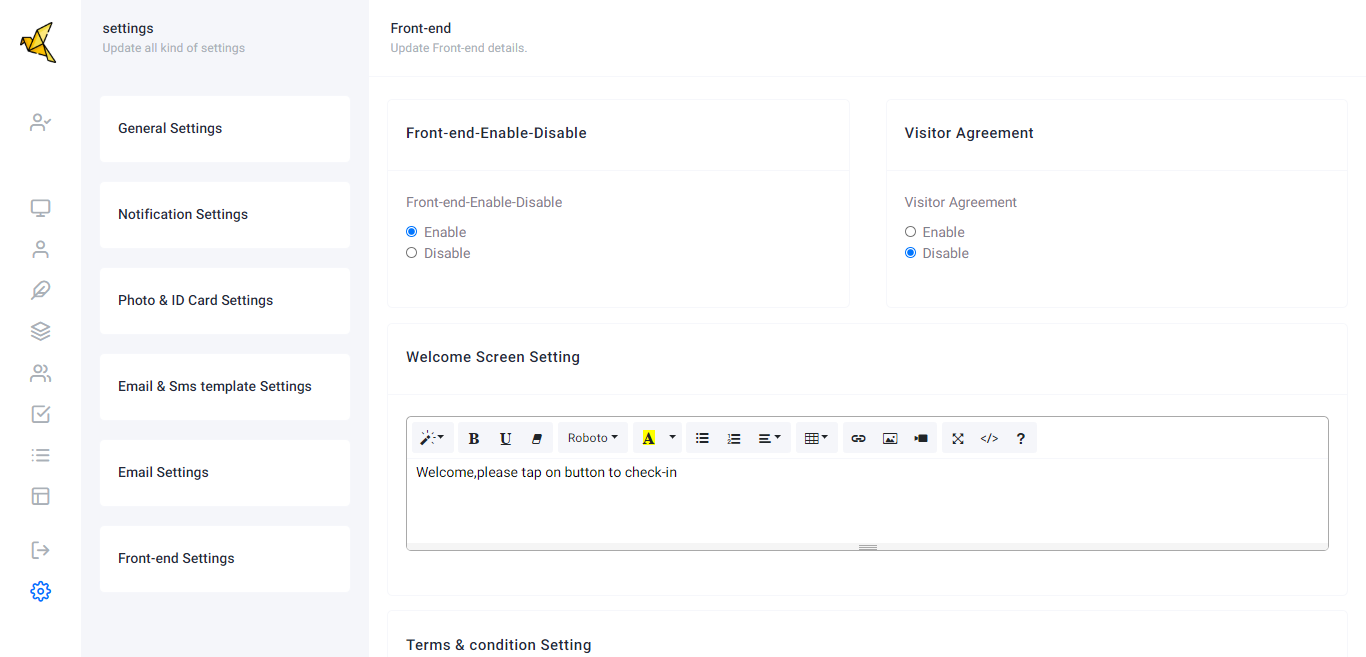 settings
Update all kind of settings
General Settings
Notification Settings
Photo & ID Card Settings
Email & Sms template Settings
Email Settings
Front-end Settings
Front-end
Update Front-end details.
Front-end-Enable-Disable
Front-end-Enable-Disable
Enable
Disable
Visitor Agreement
Visitor Agreement
Enable
Disable
Welcome Screen Setting
B U Roboto A </> ?
Welcome,please tap on button to check-in
Terms & condition Setting